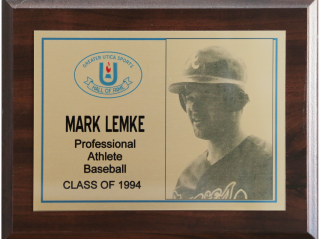 GREATER UTICA SPORTS
U
HALL OF FAME
MARK LEMKE
Professional
Athlete
Baseball
CLASS OF 1994